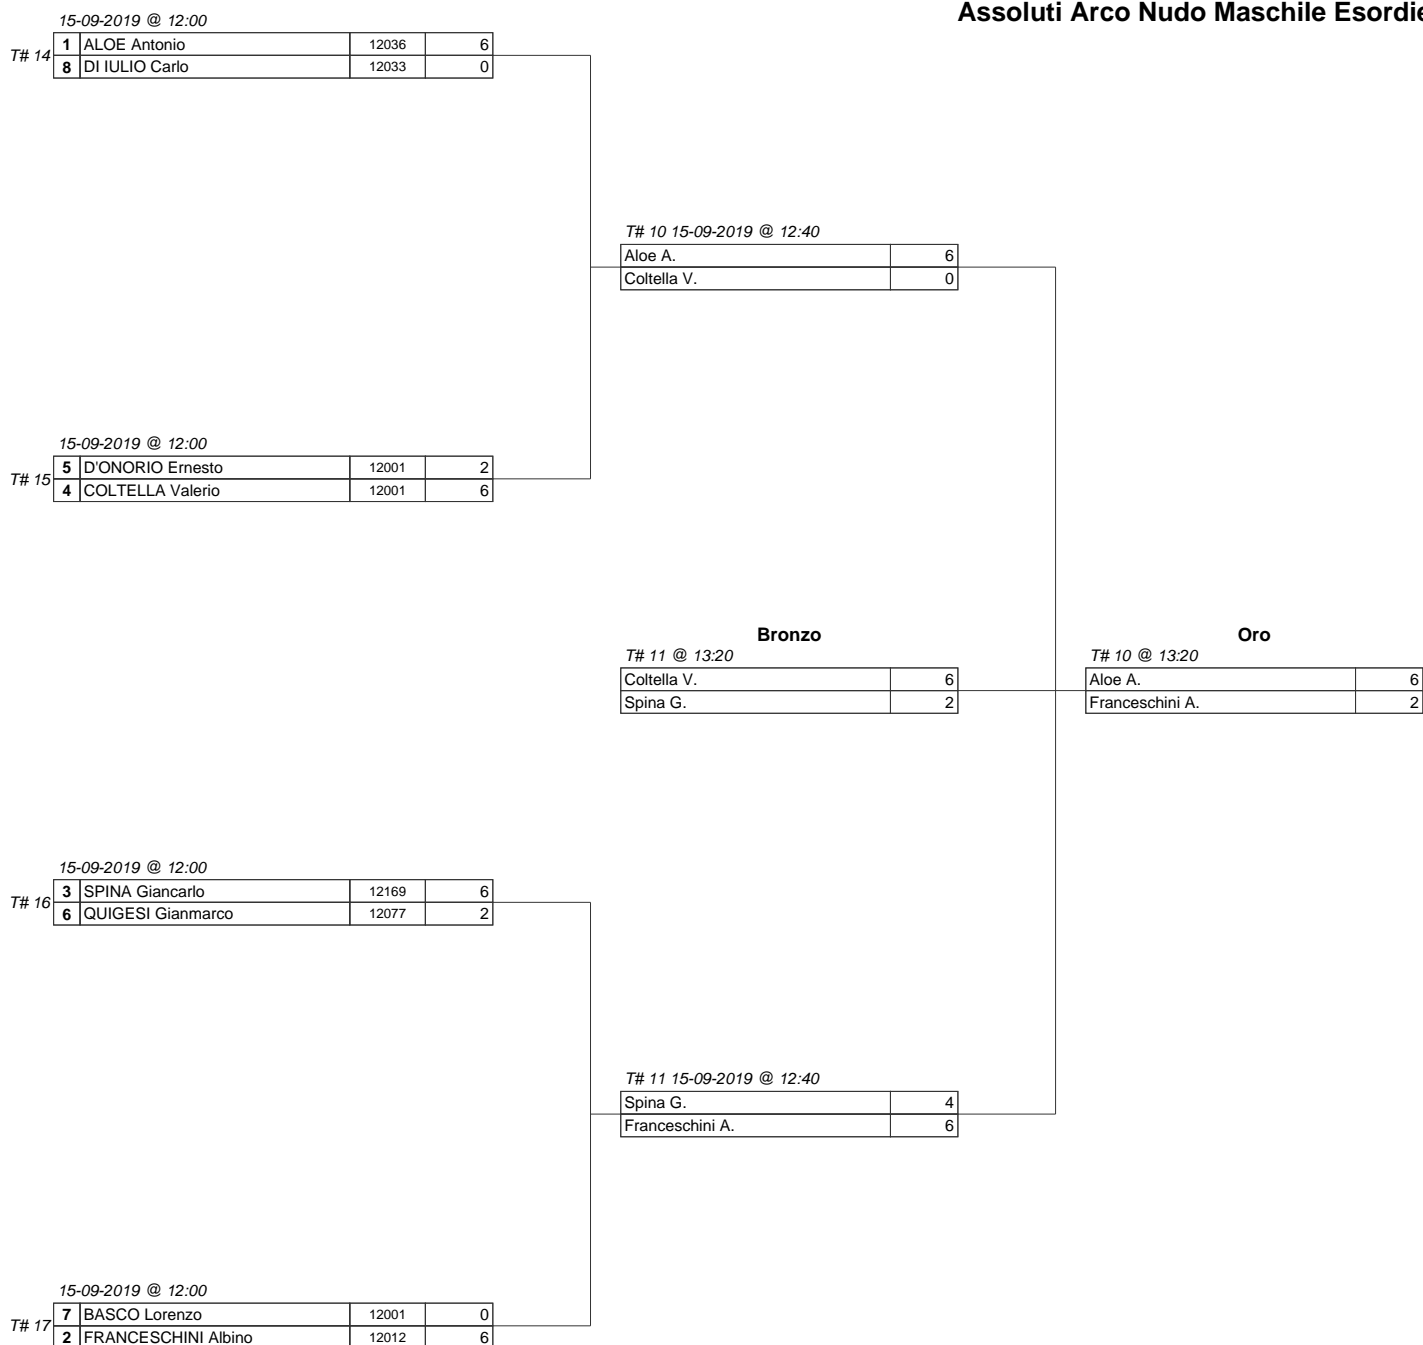 Assoluti Arco Nudo Maschile Esordie
15-09-2019 @ 12:00
T# 14
1 ALOE Antonio 12036 6
8 DI IULIO Carlo 12033 0
T# 10 15-09-2019 @ 12:40
Aloe A. 6
Coltella V. 0
15-09-2019 @ 12:00
T# 15
5 D'ONORIO Ernesto 12001 2
4 COLTELLA Valerio 12001 6
Bronzo
T# 11 @ 13:20
Coltella V. 6
Spina G. 2
Oro
T# 10 @ 13:20
Aloe A. 6
Franceschini A. 2
15-09-2019 @ 12:00
T# 16
3 SPINA Giancarlo 12169 6
6 QUIGESI Gianmarco 12077 2
T# 11 15-09-2019 @ 12:40
Spina G. 4
Franceschini A. 6
15-09-2019 @ 12:00
T# 17
7 BASCO Lorenzo 12001 0
2 FRANCESCHINI Albino 12012 6